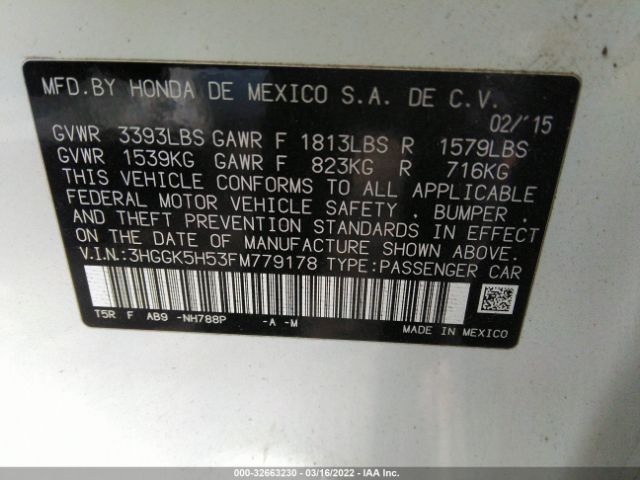 MFD.BY HONDA DE MEXICO S.A. DE C.V.
02/'15
GVWR 3393LBS GAWR F 1813LBS R 1579LBS
GVWR 1539KG GAWR F 823KG R 716KG
THIS VEHICLE CONFORMS TO ALL APPLICABLE
FEDERAL MOTOR VEHICLE SAFETY , BUMPER ,
AND THEFT PREVENTION STANDARDS IN EFFECT
ON THE DATE OF MANUFACTURE SHOWN ABOVE.
V.I.N:3HGGK5H53FM779178 TYPE:PASSENGER CAR
T5R F AB9 -NH788P -A -M
MADE IN MEXICO
000-32663230 - 03/16/2022 - IAA Inc.